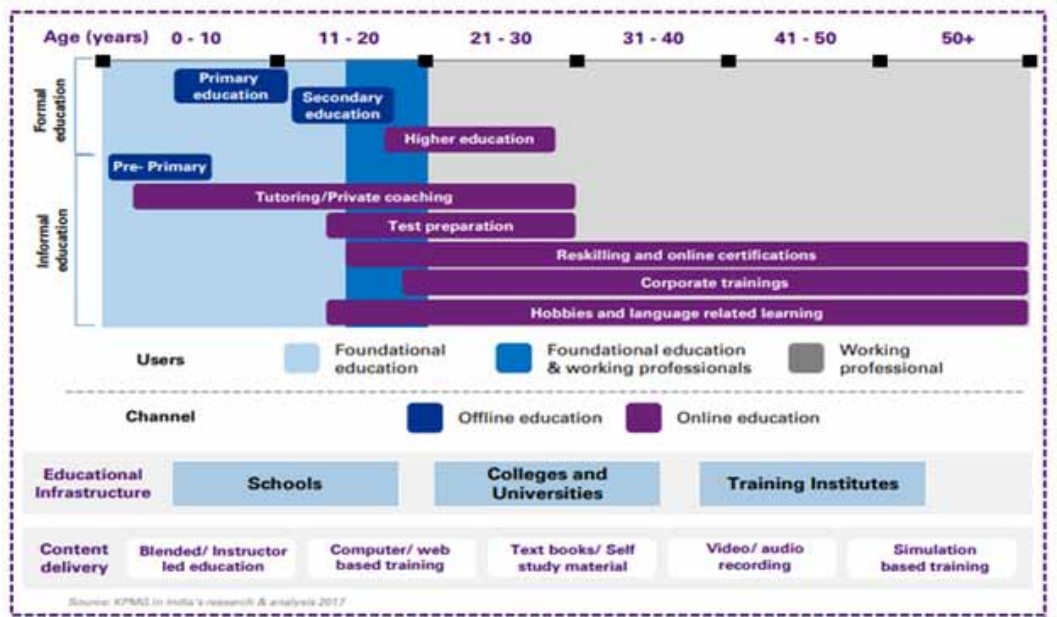 Age (years) 0 - 10 11 - 20 21 - 30 31 - 40 41 - 50 50+
Formal
education
Primary
education
Secondary
education
Higher education
Informal
education
Pre- Primary
Tutoring/Private coaching
Test preparation
Reskilling and online certifications
Corporate trainings
Hobbies and language related learning
Users
Foundational
education
Foundational education
& working professionals
Working
professional
Channel
Offline education
Online education
Educational
Infrastructure
Schools
Colleges and
Universities
Training Institutes
Content
delivery
Blended/ Instructor
led education
Computer/ web
based training
Text books/ Self
study material
Video/ audio
recording
Simulation
based training
Source: KPMG in India's research & analysis 2017